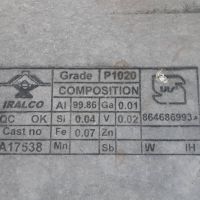 Grade P1020
COMPOSITION
IRALCO Al 99.86 Ga 0.01
QC OK Si 0.04 V 0.02 864686993
Cast no Fe 0.07 Zn
A17538 Mn Sb W IH